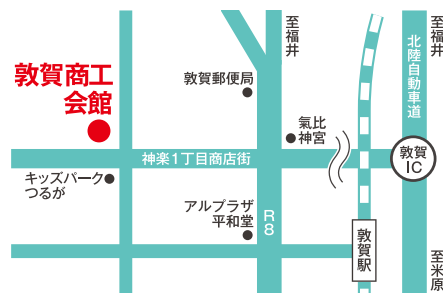 至福井
至福井
敦賀商工
会館
敦賀郵便局
北陸自動車道
氣比
神宮
神楽1丁目商店街
敦賀
IC
キッズパーク
つるが
アルプラザ
平和堂
R8
敦賀駅
至米原